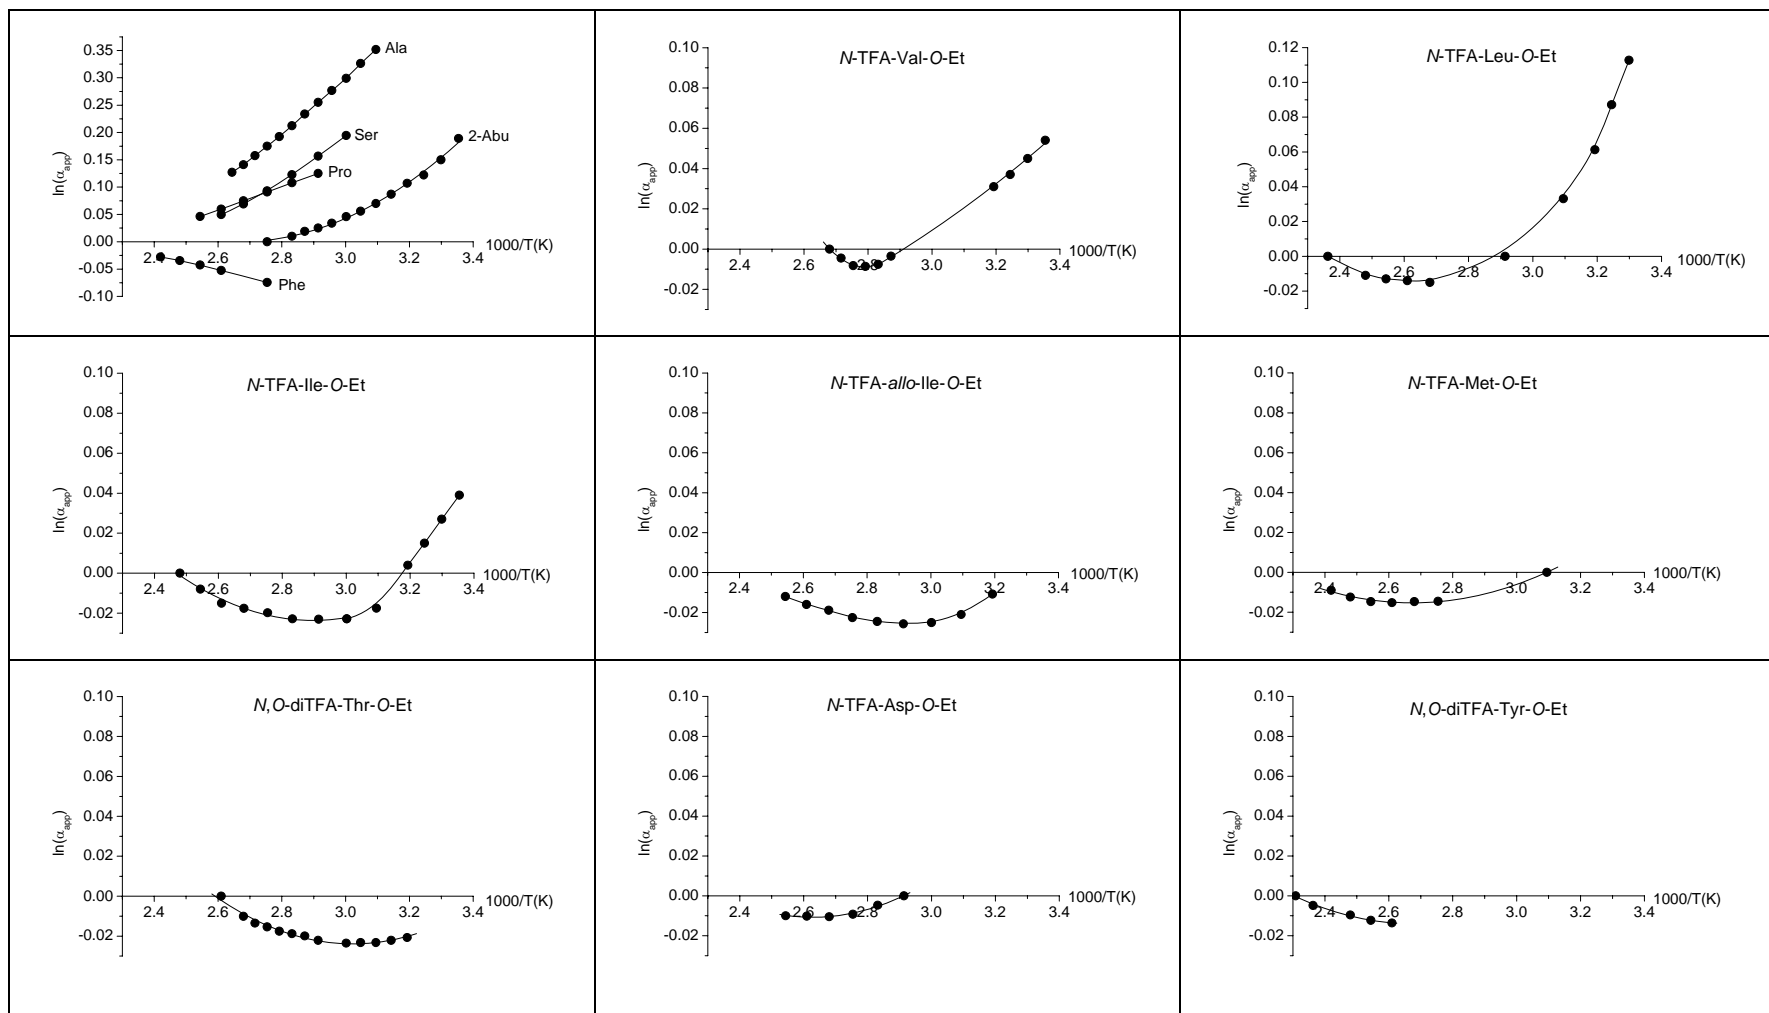 0.35
0.30
0.25
0.20
0.15
0.10
0.05
0.00
-0.05
-0.10
ln(αapp)
Ala
Ser
2-Abu
Pro
Phe
2.4 2.6 2.8 3.0 3.2 3.4
1000/T(K)
N-TFA-Val-O-Et
0.10
0.08
0.06
0.04
0.02
0.00
-0.02
ln(αapp)
2.4 2.6 2.8 3.0 3.2 3.4
1000/T(K)
N-TFA-Leu-O-Et
0.12
0.10
0.08
0.06
0.04
0.02
0.00
-0.02
ln(αapp)
2.4 2.6 2.8 3.0 3.2 3.4
1000/T(K)
N-TFA-Ile-O-Et
0.10
0.08
0.06
0.04
0.02
0.00
-0.02
ln(αapp)
2.4 2.6 2.8 3.0 3.2 3.4
1000/T(K)
N-TFA-allo-Ile-O-Et
0.10
0.08
0.06
0.04
0.02
0.00
-0.02
ln(αapp)
2.4 2.6 2.8 3.0 3.2 3.4
1000/T(K)
N-TFA-Met-O-Et
0.10
0.08
0.06
0.04
0.02
0.00
-0.02
ln(αapp)
2.4 2.6 2.8 3.0 3.2 3.4
1000/T(K)
N,O-diTFA-Thr-O-Et
0.10
0.08
0.06
0.04
0.02
0.00
-0.02
ln(αapp)
2.4 2.6 2.8 3.0 3.2 3.4
1000/T(K)
N-TFA-Asp-O-Et
0.10
0.08
0.06
0.04
0.02
0.00
-0.02
ln(αapp)
2.4 2.6 2.8 3.0 3.2 3.4
1000/T(K)
N,O-diTFA-Tyr-O-Et
0.10
0.08
0.06
0.04
0.02
0.00
-0.02
ln(αapp)
2.4 2.6 2.8 3.0 3.2 3.4
1000/T(K)